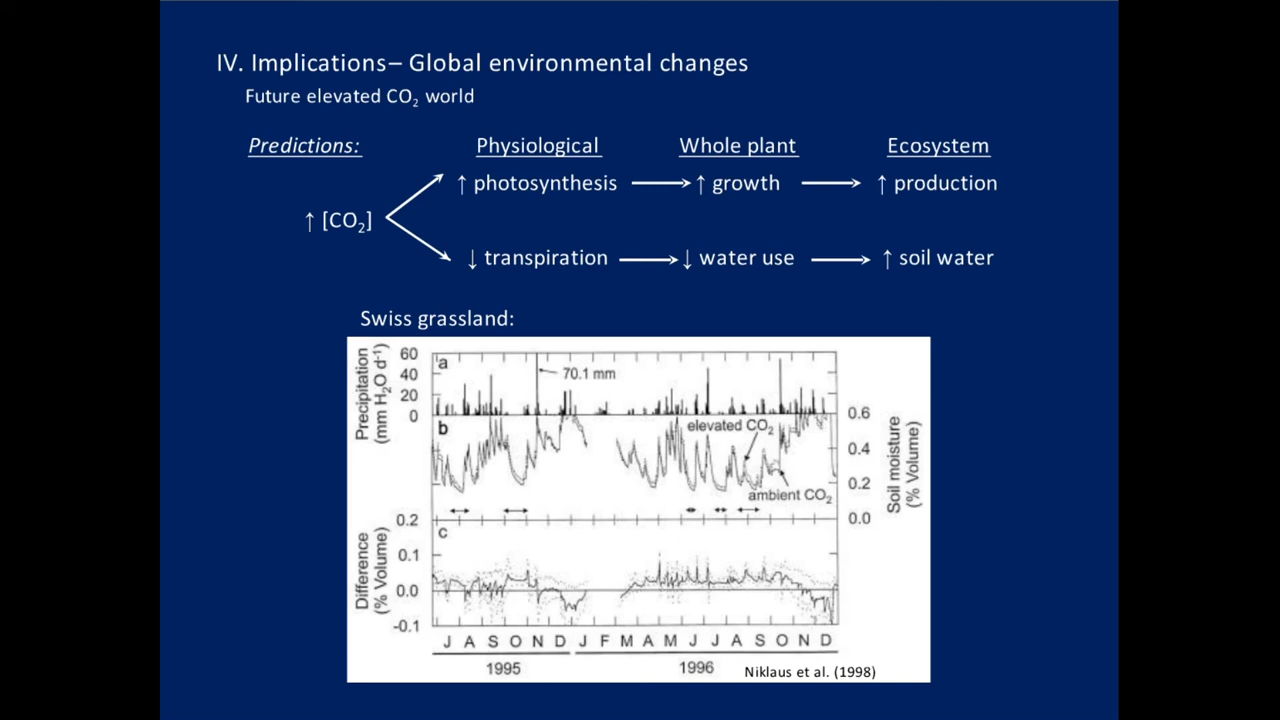 IV. Implications– Global environmental changes
Future elevated CO₂ world
Predictions: Physiological Whole plant Ecosystem
↑ photosynthesis ↑ growth ↑ production
↑ [CO₂]
↓ transpiration ↓ water use ↑ soil water
Swiss grassland:
Precipitation
(mm H₂O d⁻¹)
60
40
20
0
a
70.1 mm
b
elevated CO₂
ambient CO₂
0.6
0.4
0.2
0.0
Soil moisture
(% Volume)
Difference
(% Volume)
0.2
0.1
0.0
-0.1
c
J A S O N D J F M A M J J A S O N D
1995 1996
Niklaus et al. (1998)